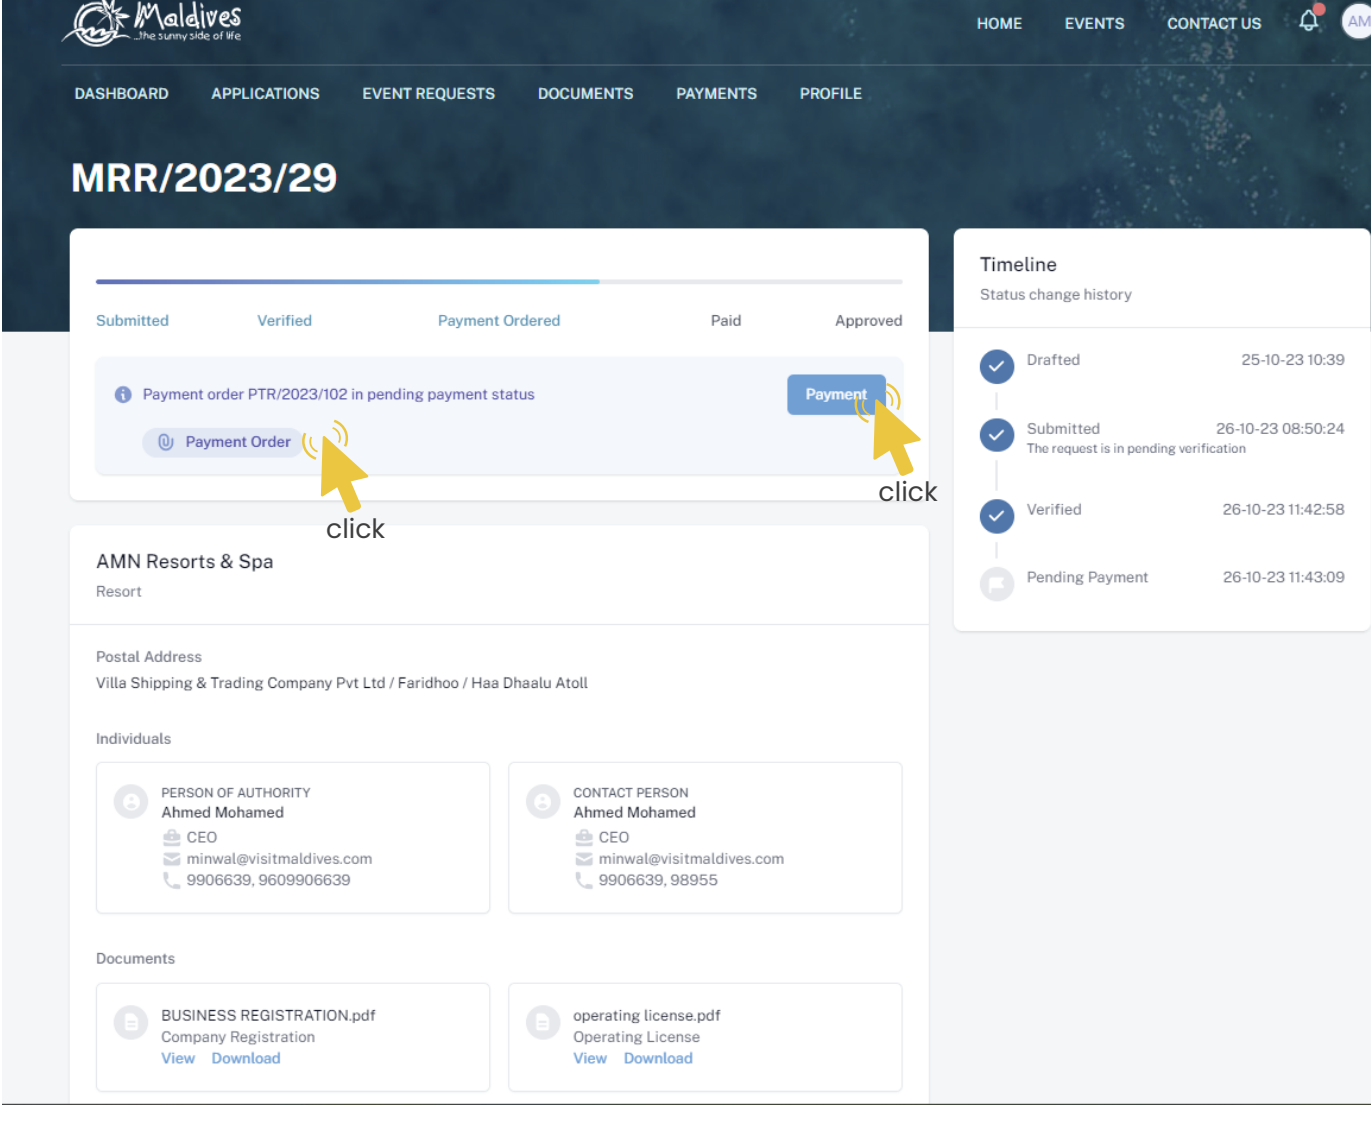 Maldives
...the sunny side of life
HOME EVENTS CONTACT US AM
DASHBOARD APPLICATIONS EVENT REQUESTS DOCUMENTS PAYMENTS PROFILE
MRR/2023/29
Submitted Verified Payment Ordered Paid Approved
Payment order PTR/2023/102 in pending payment status
Payment
Payment Order
click
click
Timeline
Status change history
Drafted 25-10-23 10:39
Submitted 26-10-23 08:50:24
The request is in pending verification
Verified 26-10-23 11:42:58
Pending Payment 26-10-23 11:43:09
AMN Resorts & Spa
Resort
Postal Address
Villa Shipping & Trading Company Pvt Ltd / Faridhoo / Haa Dhaalu Atoll
Individuals
PERSON OF AUTHORITY
Ahmed Mohamed
CEO
minwal@visitmaldives.com
9906639, 9609906639
CONTACT PERSON
Ahmed Mohamed
CEO
minwal@visitmaldives.com
9906639, 98955
Documents
BUSINESS REGISTRATION.pdf
Company Registration
View Download
operating license.pdf
Operating License
View Download